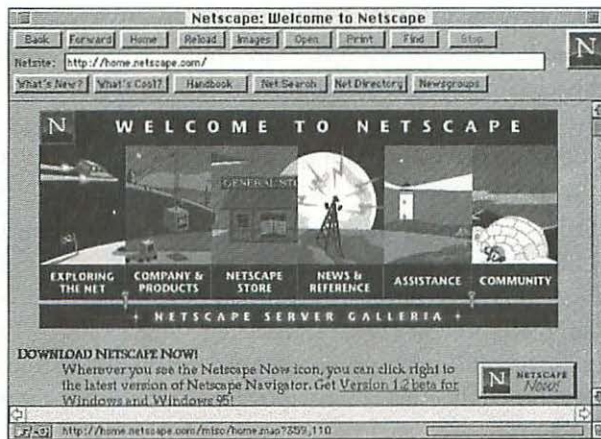 Netscape: Welcome to Netscape
Back Forward Home Reload Images Open Print Find Stop
Netsite: http://home.netscape.com/
N
What's New? What's Cool? Handbook Net Search Net Directory Newsgroups
N WELCOME TO NETSCAPE
GENERAL STO
EXPLORING THE NET
COMPANY & PRODUCTS
NETSCAPE STORE
NEWS & REFERENCE
ASSISTANCE
COMMUNITY
+ NETSCAPE SERVER GALLERIA +
DOWNLOAD NETSCAPE NOW!
Wherever you see the Netscape Now icon, you can click right to
the latest version of Netscape Navigator. Get Version 1.2 beta for
Windows and Windows 95!
N NETSCAPE
Now!
http://home.netscape.com/misc/home.map?359,110